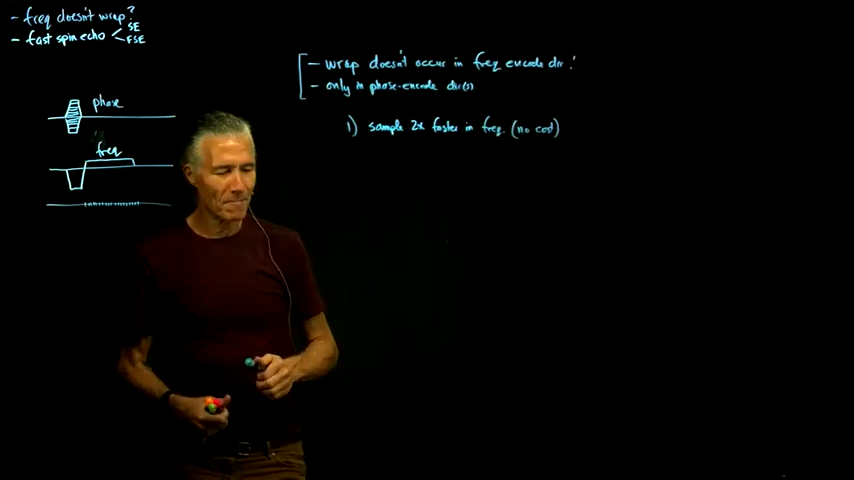 - freq doesn't wrap?
- fast spin echo < SE
FSE
phase
freq
- wrap doesn't occur in freq encode dir!
- only in phase-encode dir(s)
1) sample 2x faster in freq. (no cost)